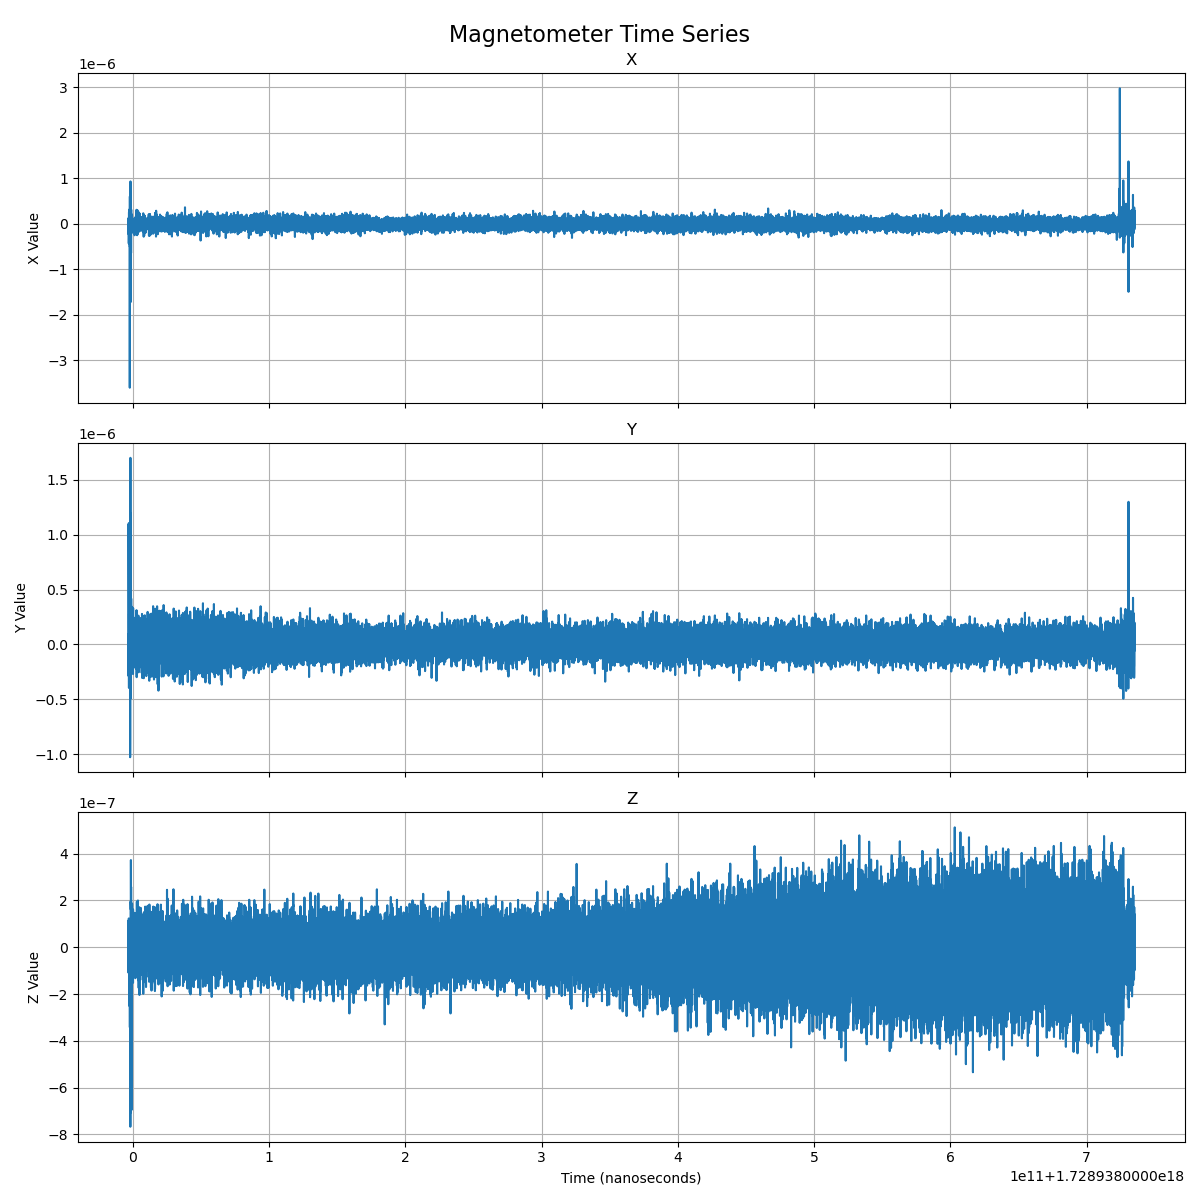 Magnetometer Time Series
X
1e−6
3
2
1
0
−1
−2
−3
X Value
Y
1e−6
1.5
1.0
0.5
0.0
−0.5
−1.0
Y Value
Z
1e−7
4
2
0
−2
−4
−6
−8
Z Value
0 1 2 3 4 5 6 7
Time (nanoseconds)
1e11+1.7289380000e18